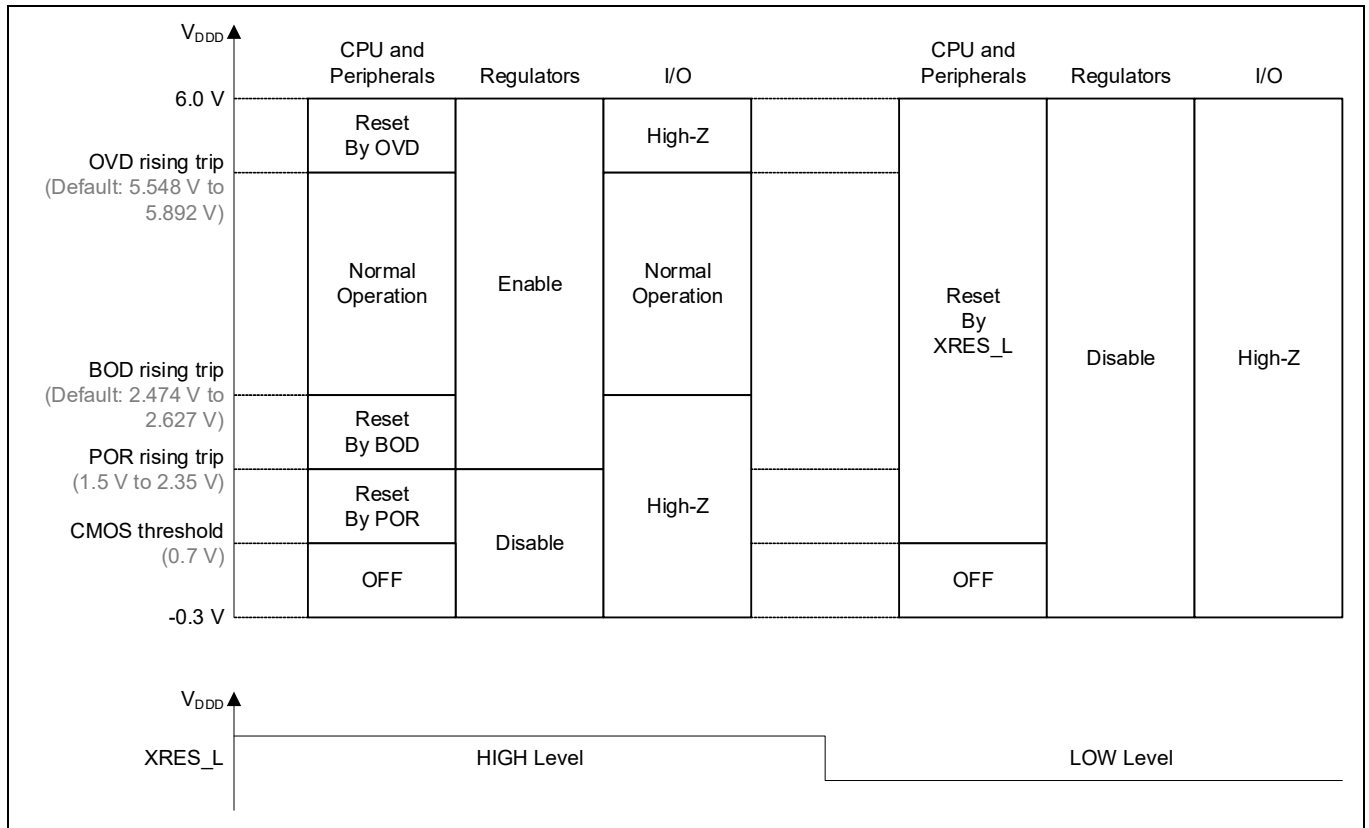 VDDD
CPU and
Peripherals
Regulators
I/O
CPU and
Peripherals
Regulators
I/O
6.0 V
Reset
By OVD
High-Z
OVD rising trip
(Default: 5.548 V to
5.892 V)
Normal
Operation
Enable
Normal
Operation
Reset
By
XRES_L
Disable
High-Z
BOD rising trip
(Default: 2.474 V to
2.627 V)
Reset
By BOD
POR rising trip
(1.5 V to 2.35 V)
Reset
By POR
High-Z
CMOS threshold
(0.7 V)
Disable
OFF
OFF
-0.3 V
VDDD
XRES_L
HIGH Level
LOW Level